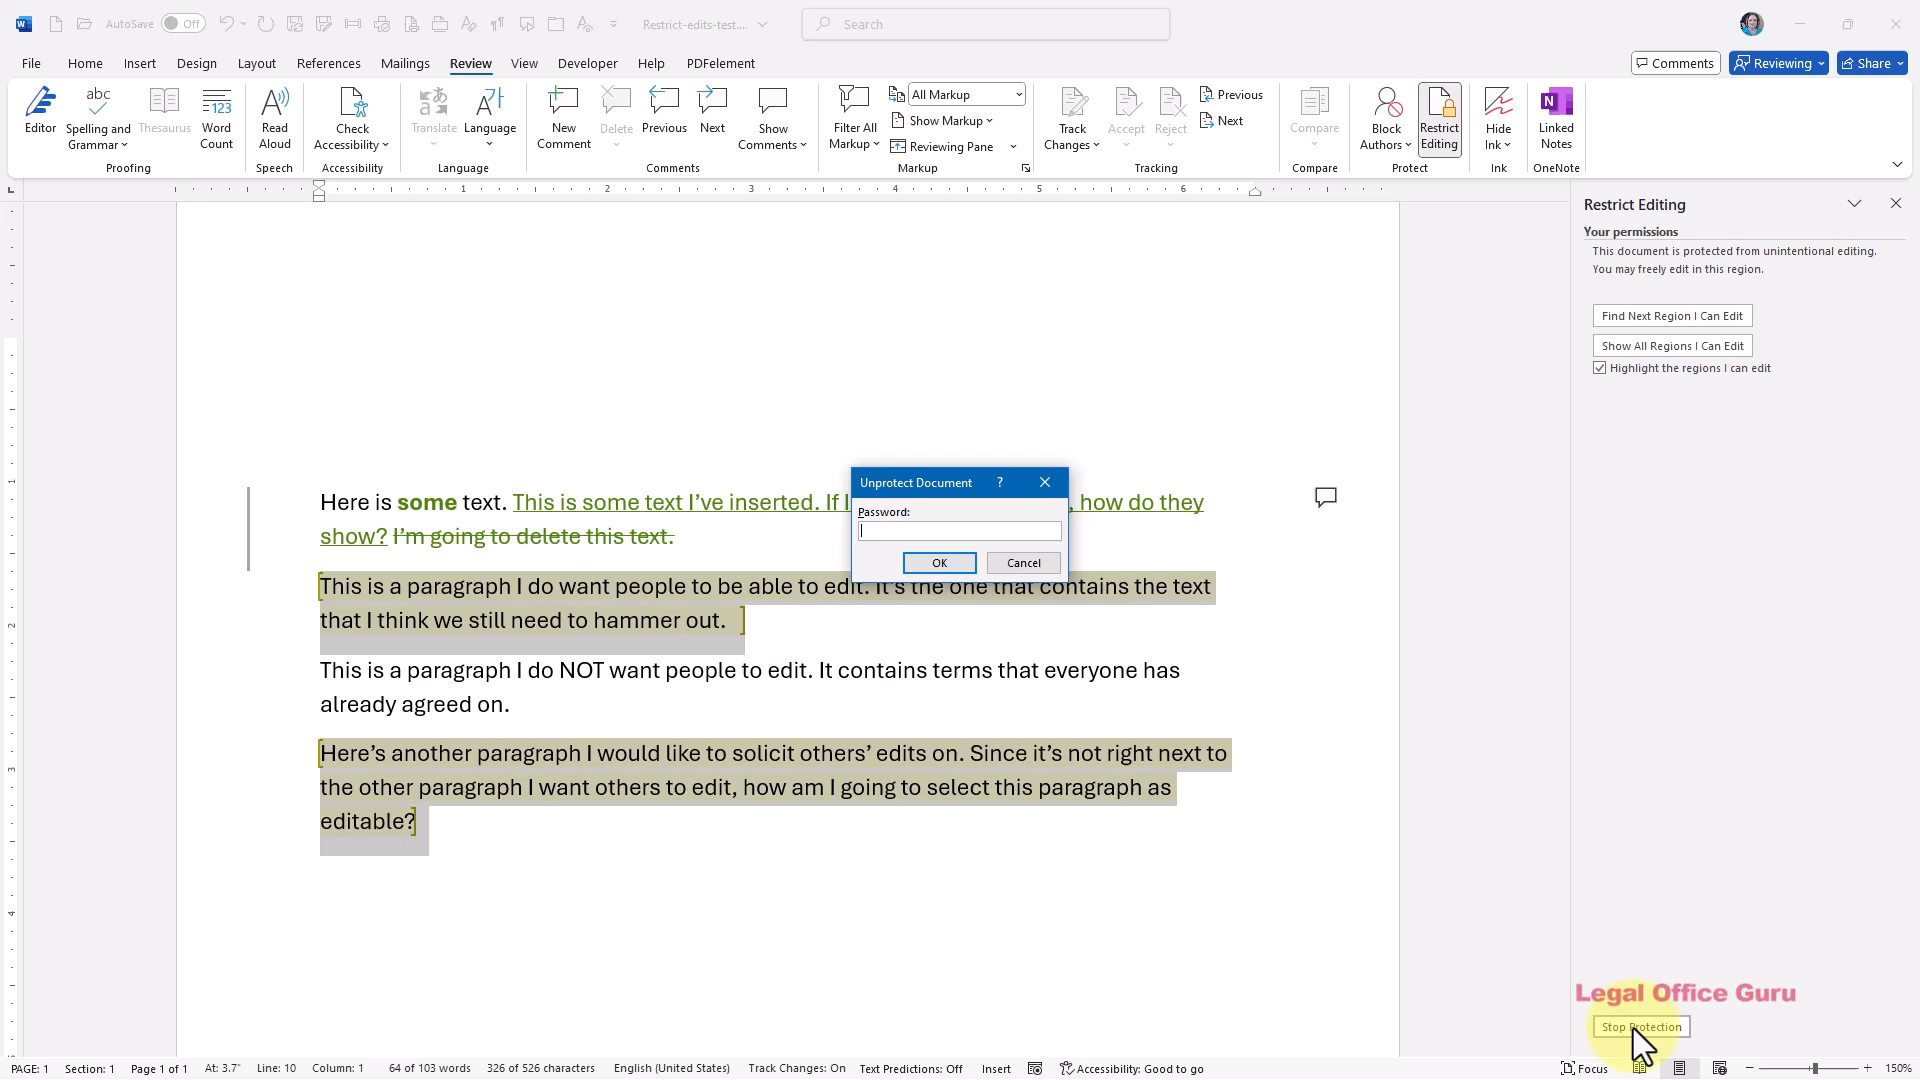 AutoSave Off Restrict-edits-test.... Search
File Home Insert Design Layout References Mailings Review View Developer Help PDFelement Comments Reviewing Share
Editor
Spelling and Grammar
Thesaurus
Word Count
Proofing
Read Aloud
Speech
Check Accessibility
Accessibility
Translate
Language
Language
New Comment
Delete
Previous
Next
Show Comments
Comments
Filter All Markup
All Markup
Show Markup
Reviewing Pane
Markup
Track Changes
Accept
Reject
Previous
Next
Tracking
Compare
Compare
Block Authors
Restrict Editing
Protect
Hide Ink
Ink
Linked Notes
OneNote
1 2 3 4 5 6
Restrict Editing
Your permissions
This document is protected from unintentional editing.
You may freely edit in this region.
Find Next Region I Can Edit
Show All Regions I Can Edit
Highlight the regions I can edit
Unprotect Document ?
Password:
OK Cancel
Here is some text. This is some text I’ve inserted. If I , how do they
show? I’m going to delete this text.
This is a paragraph I do want people to be able to edit. It’s the one that contains the text
that I think we still need to hammer out.
This is a paragraph I do NOT want people to edit. It contains terms that everyone has
already agreed on.
Here’s another paragraph I would like to solicit others’ edits on. Since it’s not right next to
the other paragraph I want others to edit, how am I going to select this paragraph as
editable?
Legal Office Guru
Stop Protection
PAGE: 1 Section: 1 Page 1 of 1 At: 3.7" Line: 10 Column: 1 64 of 103 words 326 of 526 characters English (United States) Track Changes: On Text Predictions: Off Insert Accessibility: Good to go Focus 150%